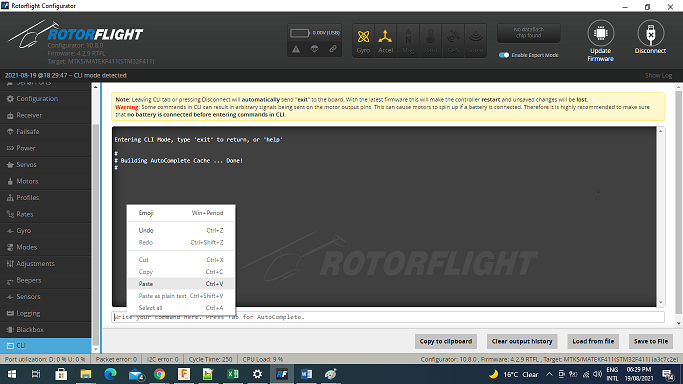 Rotorflight Configurator
ROTORFLIGHT
Configurator: 10.8.0
Firmware: 4.2.9 RTFL
Target: MTKS/MATEKF411(STM32F411)
0.00V (USB)
Gyro
Accel
No dataflash
chip found
Enable Expert Mode
Update
Firmware
Disconnect
2021-08-19 @18:29:47 -- CLI mode detected
Show Log
Configuration
Receiver
Failsafe
Power
Servos
Motors
Profiles
Rates
Gyro
Modes
Adjustments
Beepers
Sensors
Logging
Blackbox
CLI
Note: Leaving CLI tab or pressing Disconnect will automatically send "exit" to the board. With the latest firmware this will make the controller restart and unsaved changes will be lost.
Warning: Some commands in CLI can result in arbitrary signals being sent on the motor output pins. This can cause motors to spin up if a battery is connected. Therefore it is highly recommended to make sure
that no battery is connected before entering commands in CLI.
Entering CLI Mode, type 'exit' to return, or 'help'
#
# Building AutoComplete Cache ... Done!
#
Emoji Win+Period
Undo Ctrl+Z
Redo Ctrl+Shift+Z
Cut Ctrl+X
Copy Ctrl+C
Paste Ctrl+V
Paste as plain text Ctrl+Shift+V
Select all Ctrl+A
ROTORFLIGHT
Write your command here. Press Tab for AutoComplete.
Copy to clipboard
Clear output history
Load from file
Save to File
Port utilization: D: 0 % U: 0 %
Packet error: 0
I2C error: 0
Cycle Time: 250
CPU Load: 9 %
Configurator: 10.8.0 , Firmware: 4.2.9 RTFL , Target: MTKS/MATEKF411(STM32F411) (a3c7c2e)
16°C Clear
ENG
INTL
06:29 PM
19/08/2021